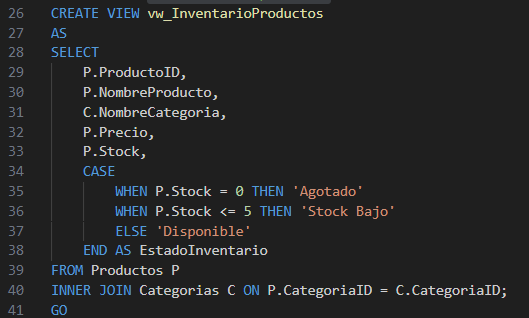 26 CREATE VIEW vw_InventarioProductos
27 AS
28 SELECT
29     P.ProductoID,
30     P.NombreProducto,
31     C.NombreCategoria,
32     P.Precio,
33     P.Stock,
34     CASE
35         WHEN P.Stock = 0 THEN 'Agotado'
36         WHEN P.Stock <= 5 THEN 'Stock Bajo'
37         ELSE 'Disponible'
38     END AS EstadoInventario
39 FROM Productos P
40 INNER JOIN Categorias C ON P.CategoriaID = C.CategoriaID;
41 GO